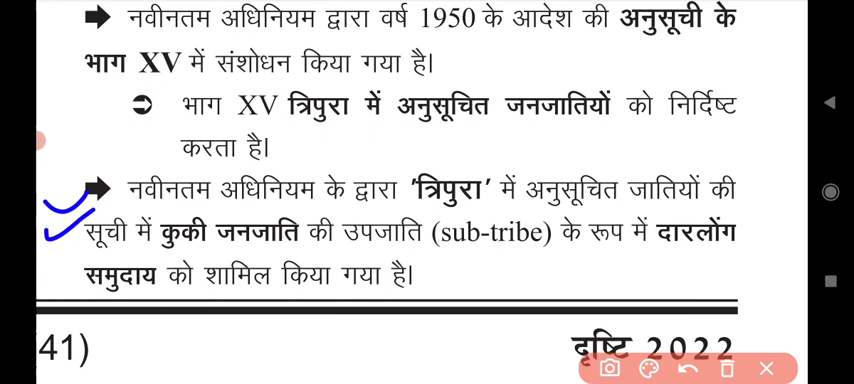 ➡ नवीनतम अधिनियम द्वारा वर्ष 1950 के आदेश की अनुसूची के
भाग XV में संशोधन किया गया है।
➲ भाग XV त्रिपुरा में अनुसूचित जनजातियों को निर्दिष्ट
करता है।
➡ नवीनतम अधिनियम के द्वारा 'त्रिपुरा' में अनुसूचित जातियों की
सूची में कुकी जनजाति की उपजाति (sub-tribe) के रूप में दारलोंग
समुदाय को शामिल किया गया है।
41) दृष्टि 2022